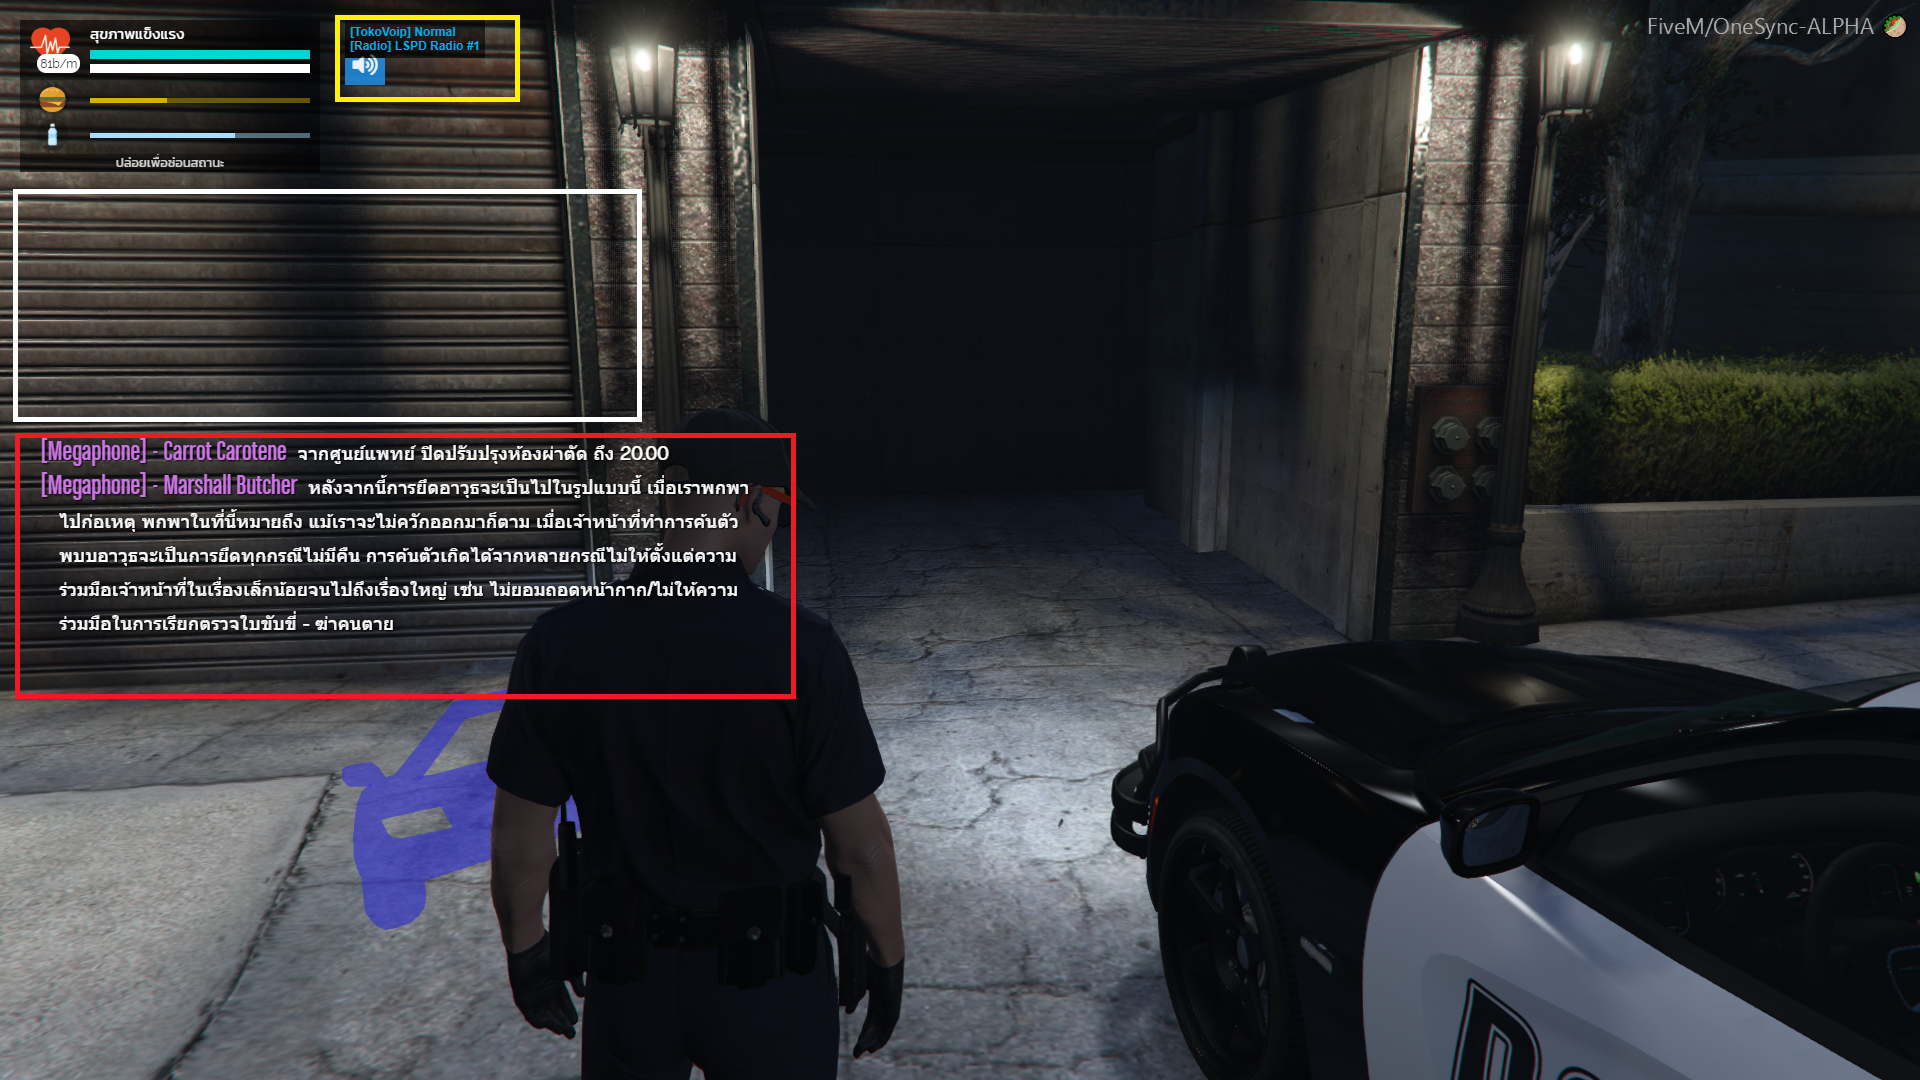 สุขภาพแข็งแรง
81b/m
ปล่อยเพื่อซ่อนสถานะ
[TokoVoip] Normal
[Radio] LSPD Radio #1
FiveM/OneSync-ALPHA
[Megaphone] - Carrot Carotene จากศูนย์แพทย์ ปิดปรับปรุงห้องผ่าตัด ถึง 20.00
[Megaphone] - Marshall Butcher หลังจากนี้การยึดอาวุธจะเป็นไปในรูปแบบนี้ เมื่อเราพกพา
ไปก่อเหตุ พกพาในที่นี้หมายถึง แม้เราจะไม่ควักออกมาก็ตาม เมื่อเจ้าหน้าที่ทำการค้นตัว
พบบอาวุธจะเป็นการยึดทุกกรณีไม่มีคืน การค้นตัวเกิดได้จากหลายกรณีไม่ให้ตั้งแต่ความ
ร่วมมือเจ้าหน้าที่ในเรื่องเล็กน้อยจนไปถึงเรื่องใหญ่ เช่น ไม่ยอมถอดหน้ากาก/ไม่ให้ความ
ร่วมมือในการเรียกตรวจใบขับขี่ - ฆ่าคนตาย